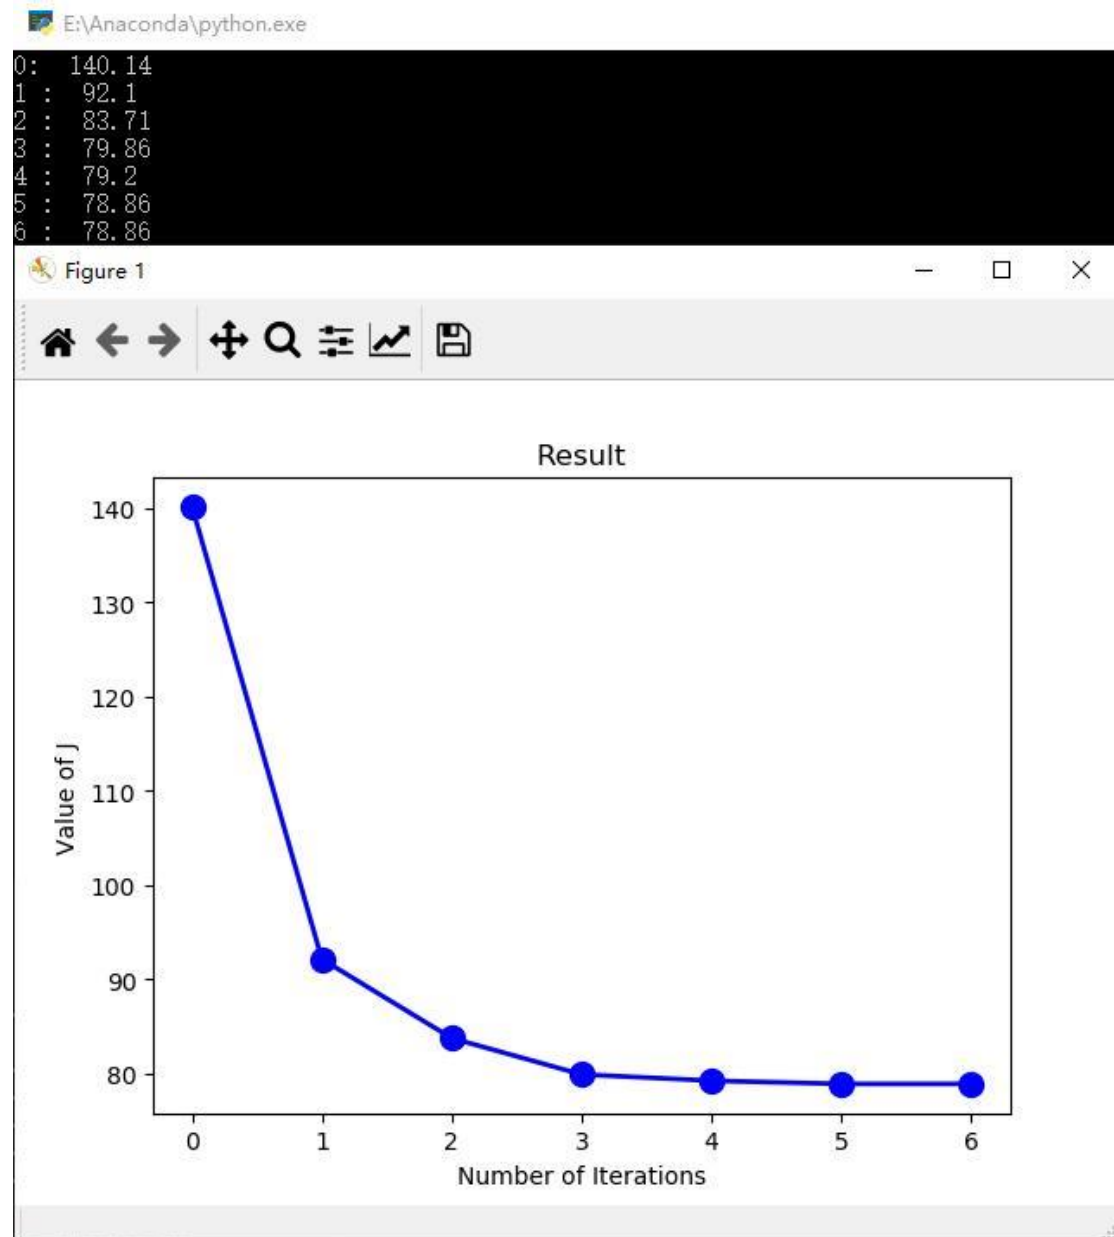 E:\Anaconda\python.exe
0:  140.14
1 :  92.1
2 :  83.71
3 :  79.86
4 :  79.2
5 :  78.86
6 :  78.86
Figure 1
Result
140
130
120
110
100
90
80
Value of J
0 1 2 3 4 5 6
Number of Iterations